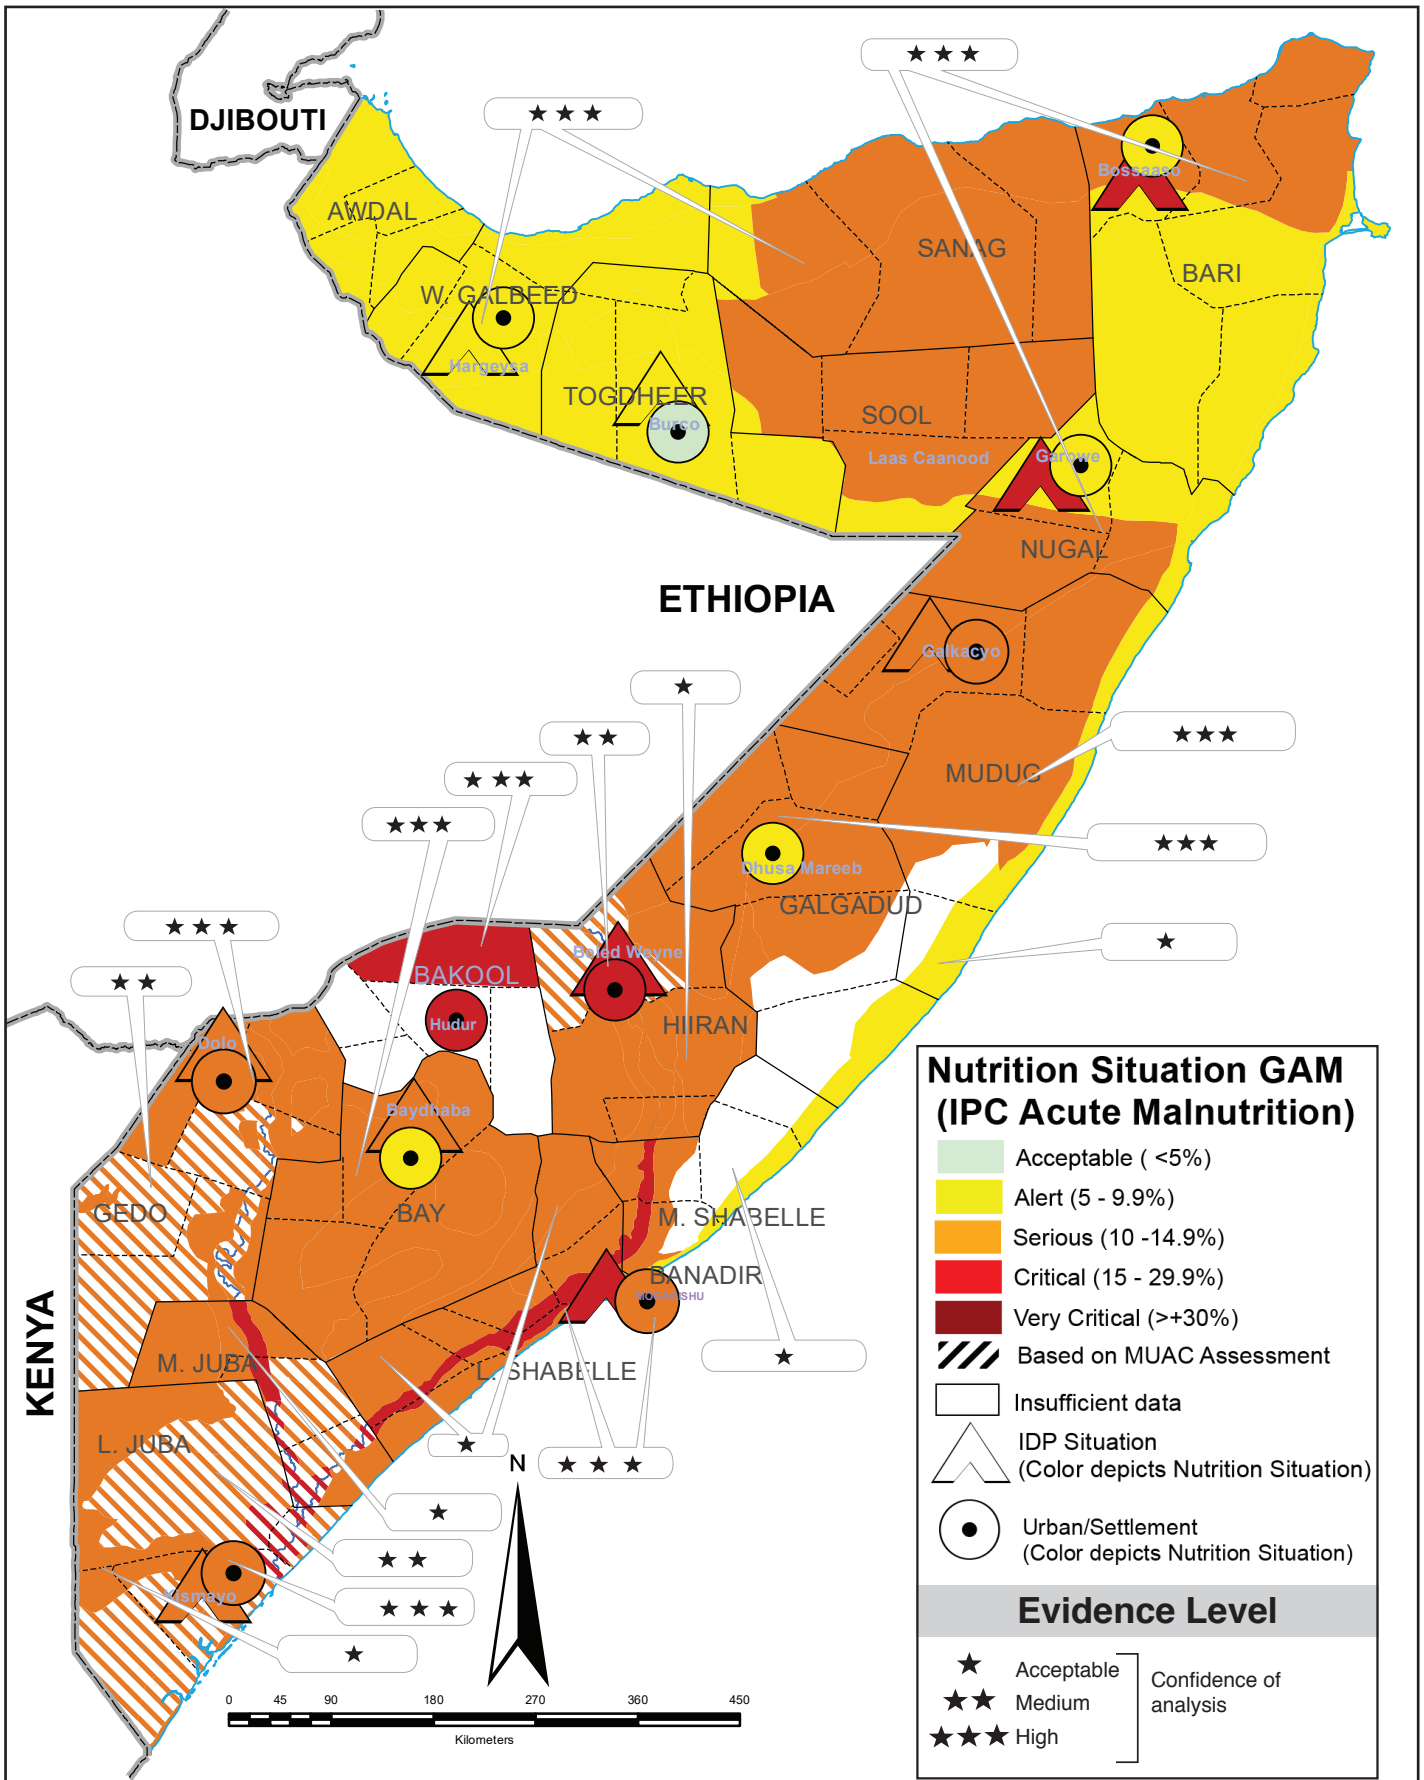 DJIBOUTI
AWDAL
W. GALBEED
Hargeysa
TOGDHEER
Burco
SANAG
SOOL
Laas Caanood
Bossaaso
BARI
Garowe
NUGAL
ETHIOPIA
Galkacyo
MUDUG
Dhusa Mareeb
GALGADUD
Beled Weyne
BAKOOL
Hudur
HIIRAN
Dolo
Baydhaba
GEDO
BAY
M. SHABELLE
BANADIR
MOGADISHU
KENYA
M. JUBA
L. SHABELLE
L. JUBA
Kismayo
N
0 45 90 180 270 360 450
Kilometers
Nutrition Situation GAM
(IPC Acute Malnutrition)
Acceptable ( <5%)
Alert (5 - 9.9%)
Serious (10 -14.9%)
Critical (15 - 29.9%)
Very Critical (>+30%)
Based on MUAC Assessment
Insufficient data
IDP Situation
(Color depicts Nutrition Situation)
Urban/Settlement
(Color depicts Nutrition Situation)
Evidence Level
Acceptable
Medium
High
Confidence of
analysis